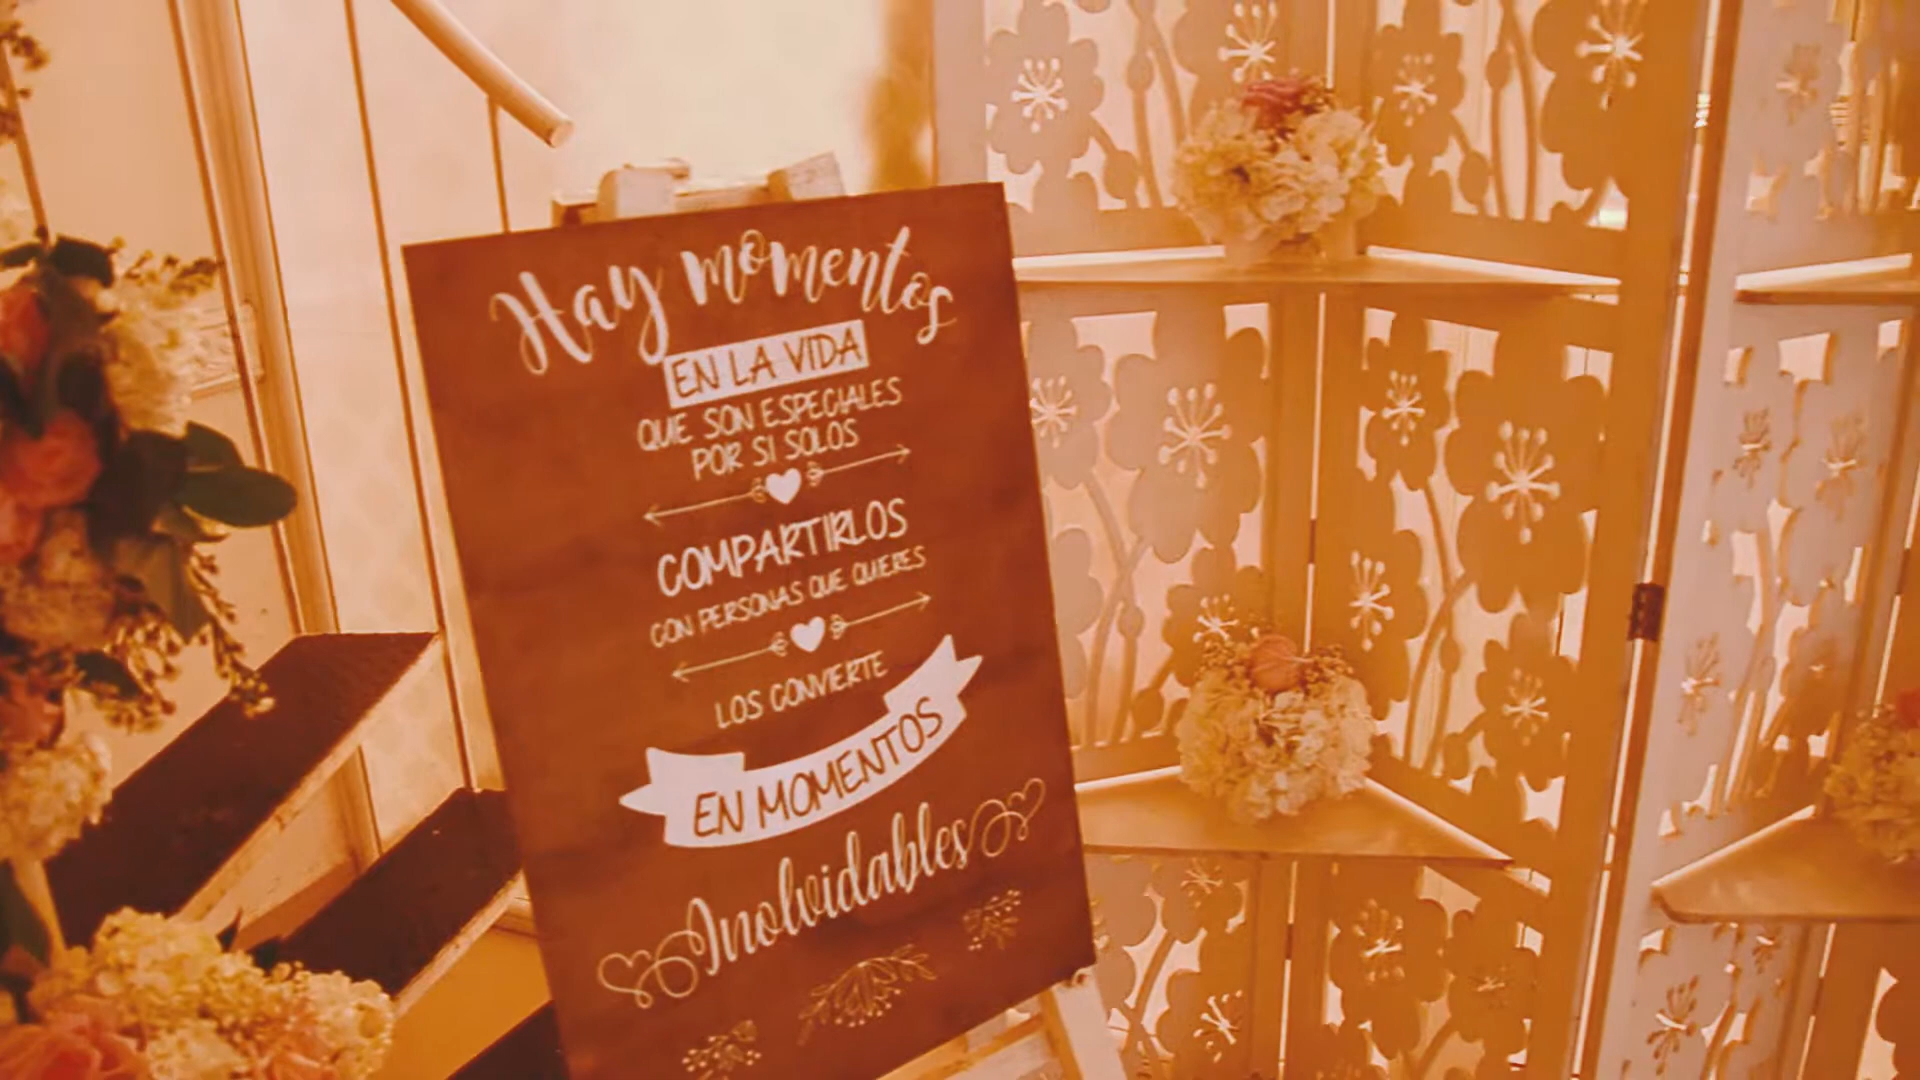 Hay momentos
EN LA VIDA
QUE SON ESPECIALES
POR SI SOLOS
COMPARTIRLOS
CON PERSONAS QUE QUIERES
LOS CONVIERTE
EN MOMENTOS
Inolvidables